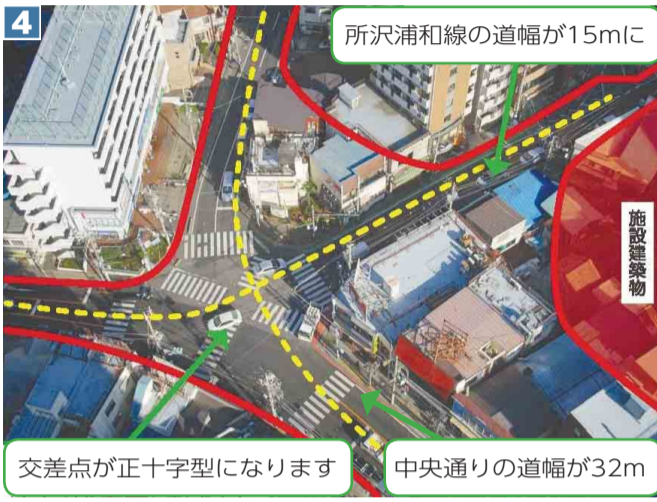 4
所沢浦和線の道幅が15mに
施設建築物
交差点が正十字型になります
中央通りの道幅が32m